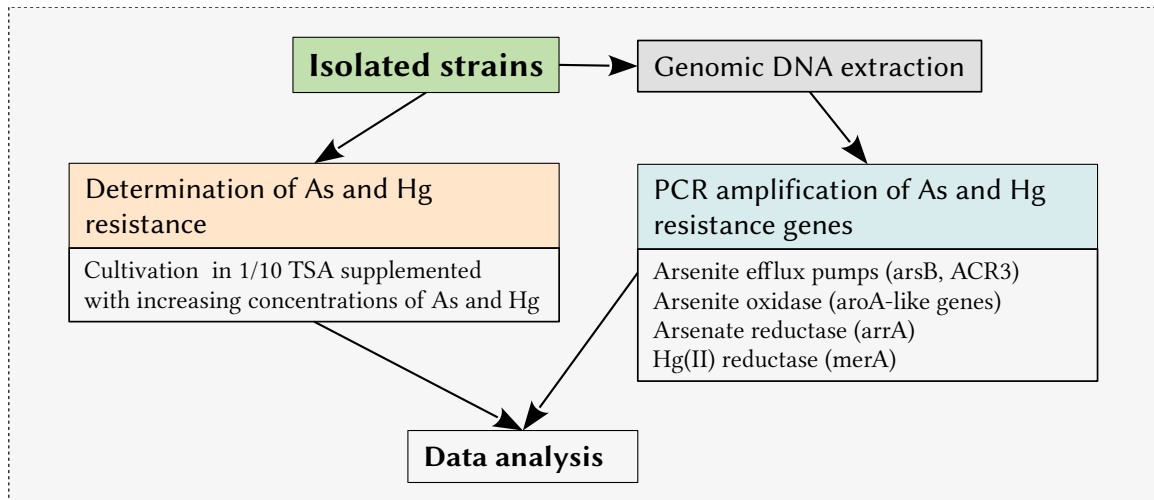 Isolated strains
Genomic DNA extraction
Determination of As and Hg
resistance
Cultivation in 1/10 TSA supplemented
with increasing concentrations of As and Hg
PCR amplification of As and Hg
resistance genes
Arsenite efflux pumps (arsB, ACR3)
Arsenite oxidase (aroA-like genes)
Arsenate reductase (arrA)
Hg(II) reductase (merA)
Data analysis